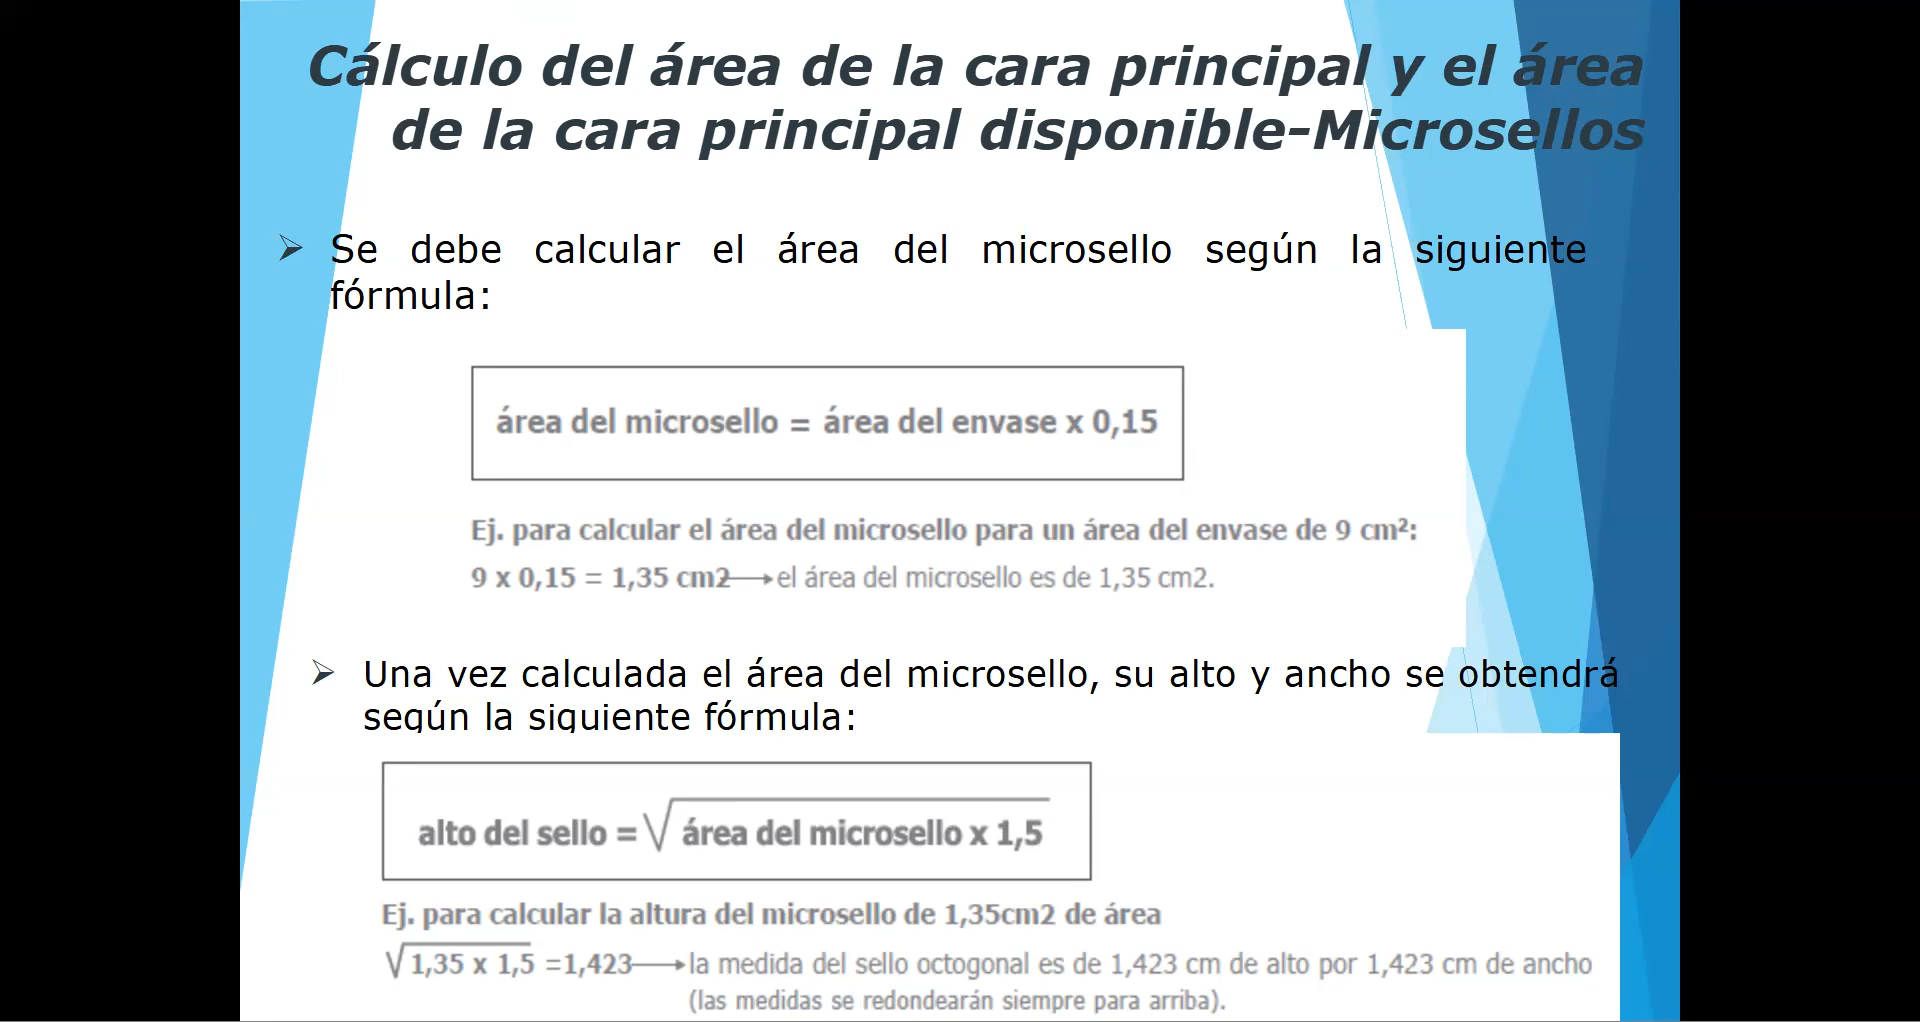 Cálculo del área de la cara principal y el área
de la cara principal disponible-Microsellos
Se debe calcular el área del microsello según la siguiente
fórmula:
área del microsello = área del envase x 0,15
Ej. para calcular el área del microsello para un área del envase de 9 cm²:
9 x 0,15 = 1,35 cm2→el área del microsello es de 1,35 cm2.
Una vez calculada el área del microsello, su alto y ancho se obtendrá
según la siguiente fórmula:
alto del sello = √ área del microsello x 1,5
Ej. para calcular la altura del microsello de 1,35cm2 de área
√ 1,35 x 1,5 =1,423→la medida del sello octogonal es de 1,423 cm de alto por 1,423 cm de ancho
(las medidas se redondearán siempre para arriba).